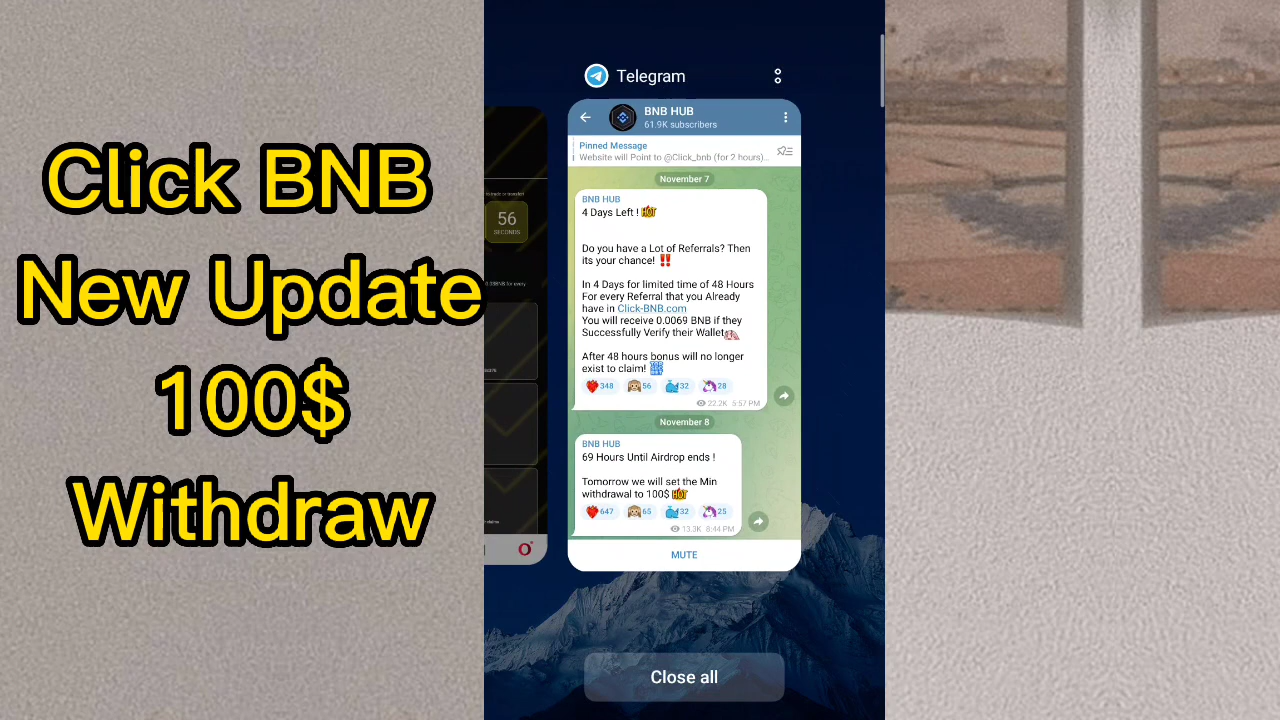 Click BNB
New Update
100$
Withdraw
Telegram
BNB HUB
61.9K subscribers
Pinned Message
Website will Point to @Click_bnb (for 2 hours)...
November 7
BNB HUB
4 Days Left !
Do you have a Lot of Referrals? Then
its your chance!
In 4 Days for limited time of 48 Hours
For every Referral that you Already
have in Click-BNB.com
You will receive 0.0069 BNB if they
Successfully Verify their Wallet
After 48 hours bonus will no longer
exist to claim!
348 56 32 28
22.2K 5:57 PM
November 8
BNB HUB
69 Hours Until Airdrop ends !
Tomorrow we will set the Min
withdrawal to 100$
647 65 32 25
13.3K 8:44 PM
MUTE
56
SECONDS
Close all